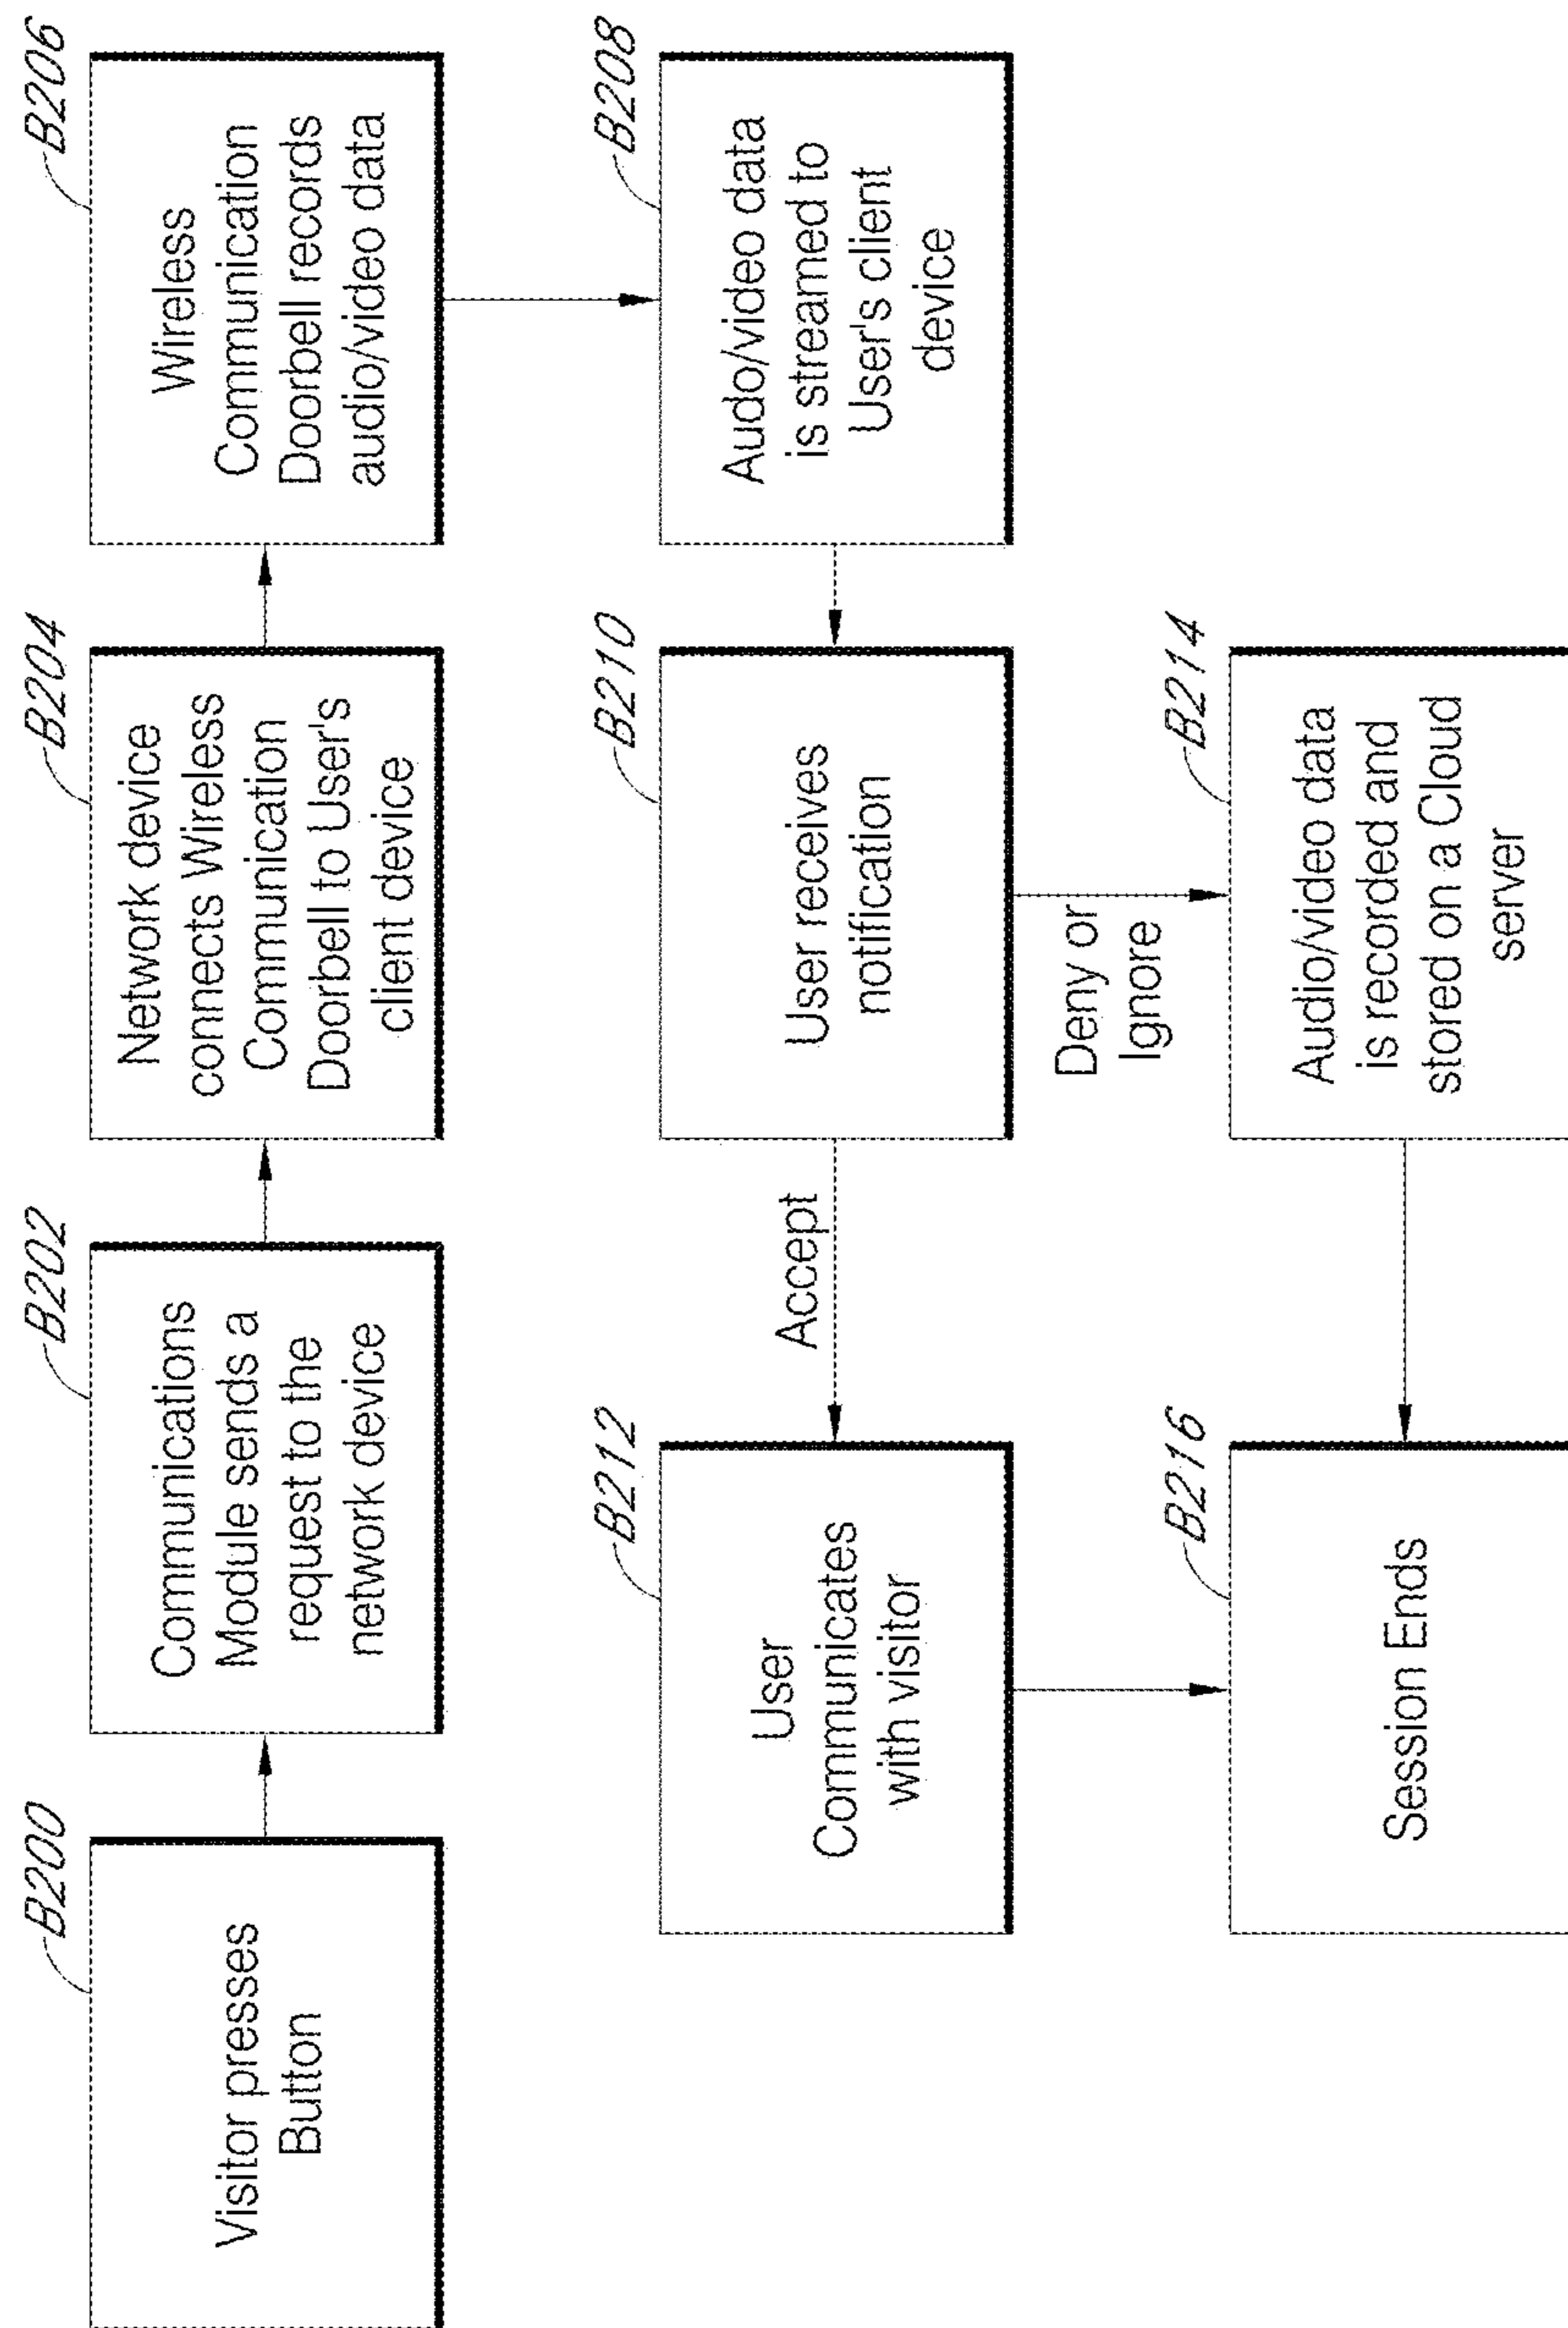 B200
Visitor presses
Button
B202
Communications
Module sends a
request to the
network device
B204
Network device
connects Wireless
Communication
Doorbell to User's
client device
B206
Wireless
Communication
Doorbell records
audio/video data
B208
Audo/video data
is streamed to
User's client
device
B210
User receives
notification
Accept
Deny or
Ignore
B212
User
Communicates
with visitor
B214
Audio/video data
is recorded and
stored on a Cloud
server
B216
Session Ends